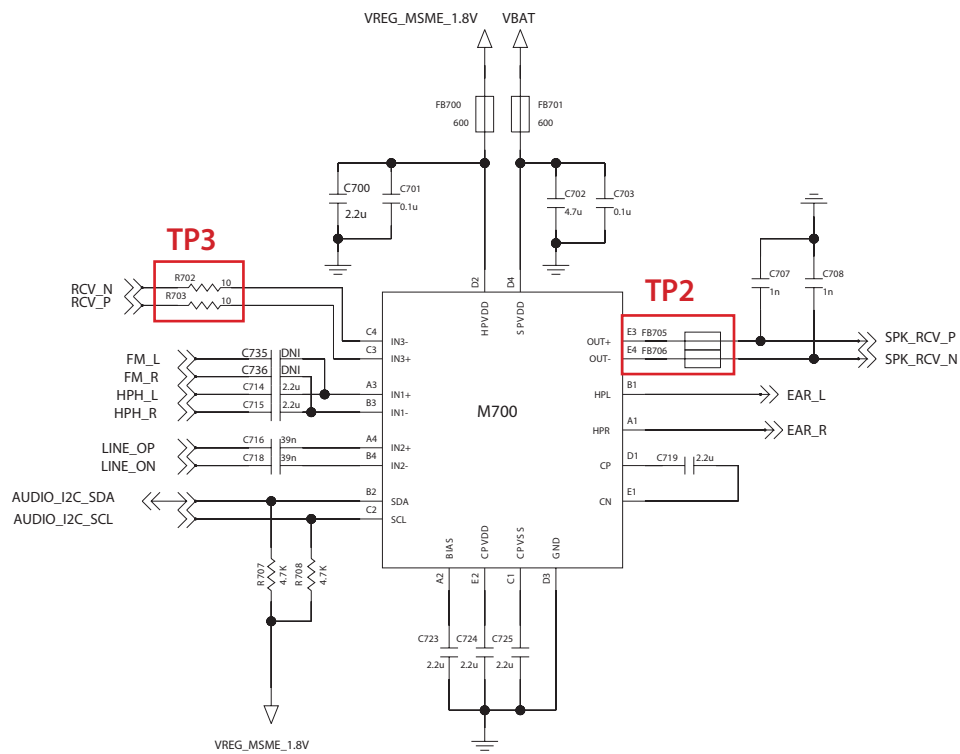 VREG_MSME_1.8V
VBAT
FB700
600
FB701
600
C700
2.2u
C701
0.1u
C702
4.7u
C703
0.1u
TP3
R702
10
R703
10
RCV_N
RCV_P
D2
D4
HPVDD
SPVDD
TP2
C707
1n
C708
1n
C4
IN3-
C3
IN3+
OUT+
E3
FB705
OUT-
E4
FB706
SPK_RCV_P
SPK_RCV_N
FM_L
C735
DNI
FM_R
C736
DNI
HPH_L
C714
2.2u
A3
IN1+
HPH_R
C715
2.2u
B3
IN1-
M700
HPL
B1
EAR_L
HPR
A1
EAR_R
LINE_OP
C716
39n
A4
IN2+
LINE_ON
C718
39n
B4
IN2-
CP
D1
C719
2.2u
CN
E1
AUDIO_I2C_SDA
B2
SDA
AUDIO_I2C_SCL
C2
SCL
R707
4.7K
R708
4.7K
BIAS
CPVDD
CPVSS
GND
A2
E2
C1
D3
C723
2.2u
C724
2.2u
C725
2.2u
VREG_MSME_1.8V